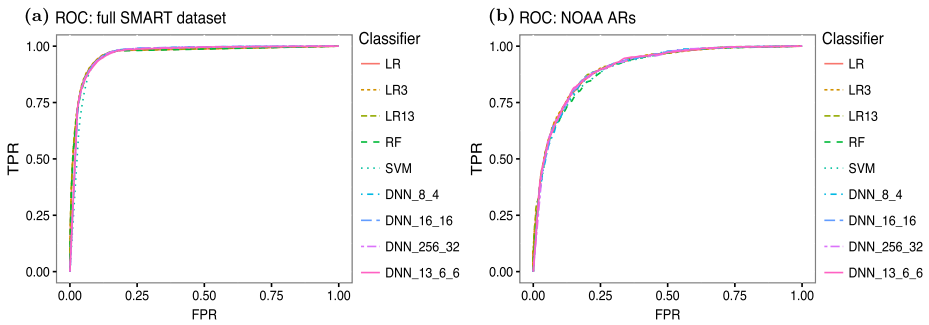 (a) ROC: full SMART dataset
TPR
1.00
0.75
0.50
0.25
0.00
0.00 0.25 0.50 0.75 1.00
FPR
Classifier
LR
LR3
LR13
RF
SVM
DNN_8_4
DNN_16_16
DNN_256_32
DNN_13_6_6
(b) ROC: NOAA ARs
TPR
1.00
0.75
0.50
0.25
0.00
0.00 0.25 0.50 0.75 1.00
FPR
Classifier
LR
LR3
LR13
RF
SVM
DNN_8_4
DNN_16_16
DNN_256_32
DNN_13_6_6